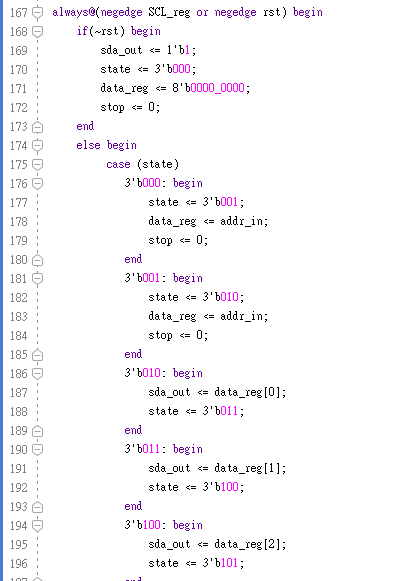 167 always@(negedge SCL_reg or negedge rst) begin
168 if(~rst) begin
169 sda_out <= 1'b1;
170 state <= 3'b000;
171 data_reg <= 8'b0000_0000;
172 stop <= 0;
173 end
174 else begin
175 case (state)
176 3'b000: begin
177 state <= 3'b001;
178 data_reg <= addr_in;
179 stop <= 0;
180 end
181 3'b001: begin
182 state <= 3'b010;
183 data_reg <= addr_in;
184 stop <= 0;
185 end
186 3'b010: begin
187 sda_out <= data_reg[0];
188 state <= 3'b011;
189 end
190 3'b011: begin
191 sda_out <= data_reg[1];
192 state <= 3'b100;
193 end
194 3'b100: begin
195 sda_out <= data_reg[2];
196 state <= 3'b101;